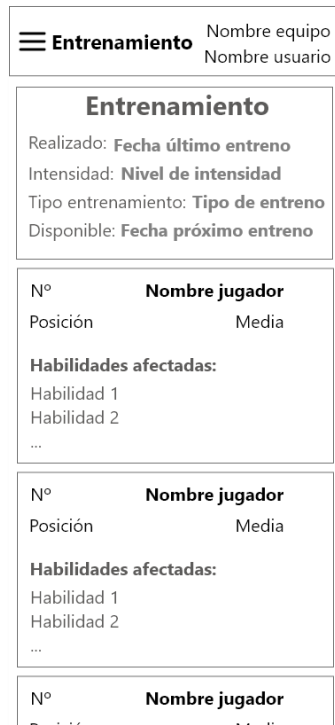 Entrenamiento
Nombre equipo
Nombre usuario
Entrenamiento
Realizado: Fecha último entreno
Intensidad: Nivel de intensidad
Tipo entrenamiento: Tipo de entreno
Disponible: Fecha próximo entreno
Nº Nombre jugador
Posición Media
Habilidades afectadas:
Habilidad 1
Habilidad 2
...
Nº Nombre jugador
Posición Media
Habilidades afectadas:
Habilidad 1
Habilidad 2
...
Nº Nombre jugador
Posición Media